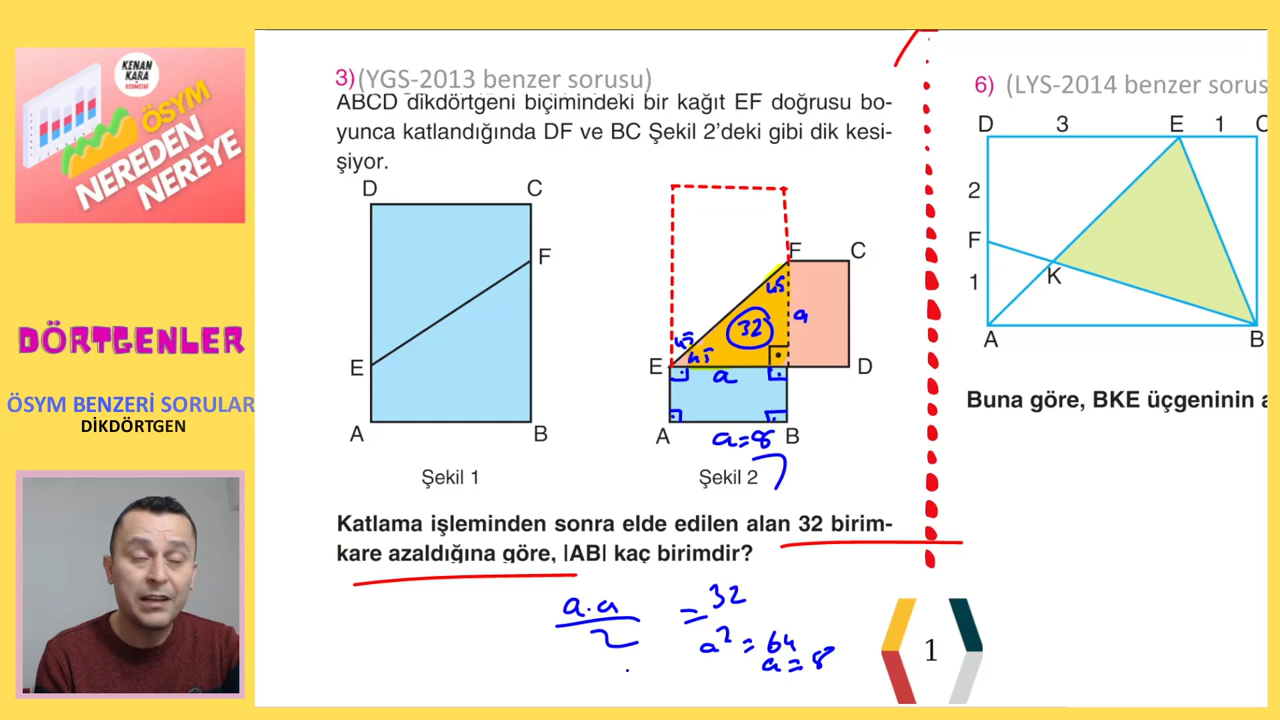 KENAN
KARA
ÖSYM
NEREDEN
NEREYE
DÖRTGENLER
ÖSYM BENZERİ SORULAR
DİKDÖRTGEN
3) (YGS-2013 benzer sorusu)
ABCD dikdörtgeni biçimindeki bir kağıt EF doğrusu bo-
yunca katlandığında DF ve BC Şekil 2'deki gibi dik kesi-
şiyor.
D C
F
E
A B
Şekil 1
F C
45
32
a
45
45
E D
a
A B
a=8
Şekil 2
Katlama işleminden sonra elde edilen alan 32 birim-
kare azaldığına göre, |AB| kaç birimdir?
a.a = 32
2
a² = 64
a = 8
6) (LYS-2014 benzer sorus
D 3 E 1 C
2
F
K
1
A B
Buna göre, BKE üçgeninin a
1